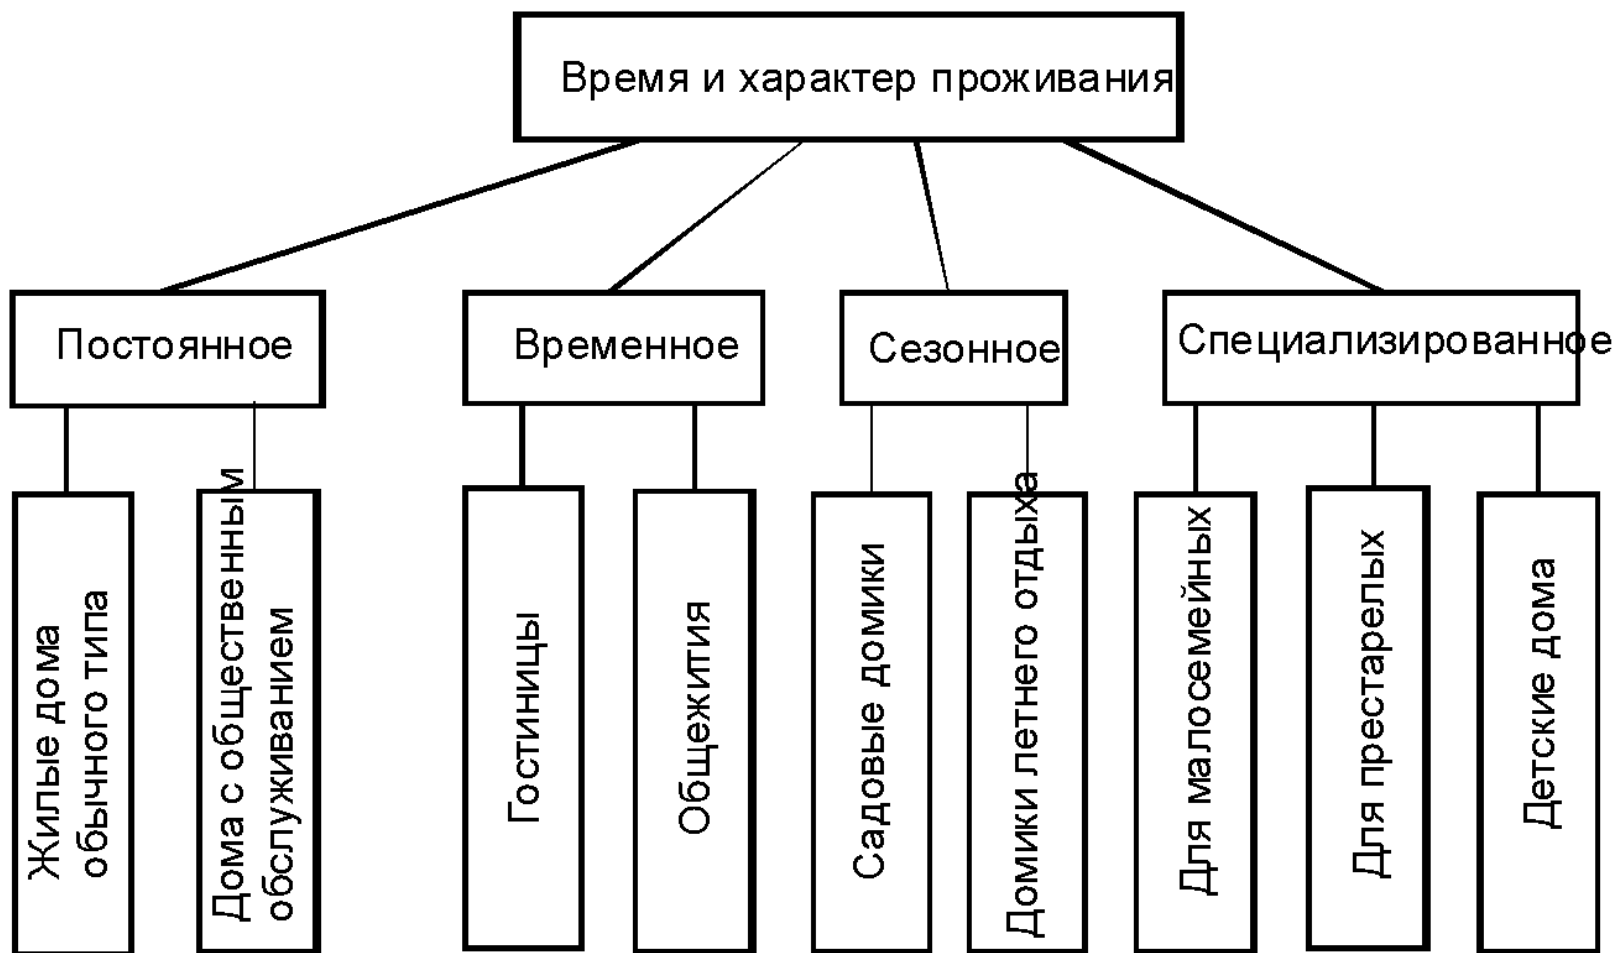 Время и характер проживания
Постоянное
Временное
Сезонное
Специализированное
Жилые дома
обычного типа
Дома с общественным
обслуживанием
Гостиницы
Общежития
Садовые домики
Домики летнего отдыха
Для малосемейных
Для престарелых
Детские дома